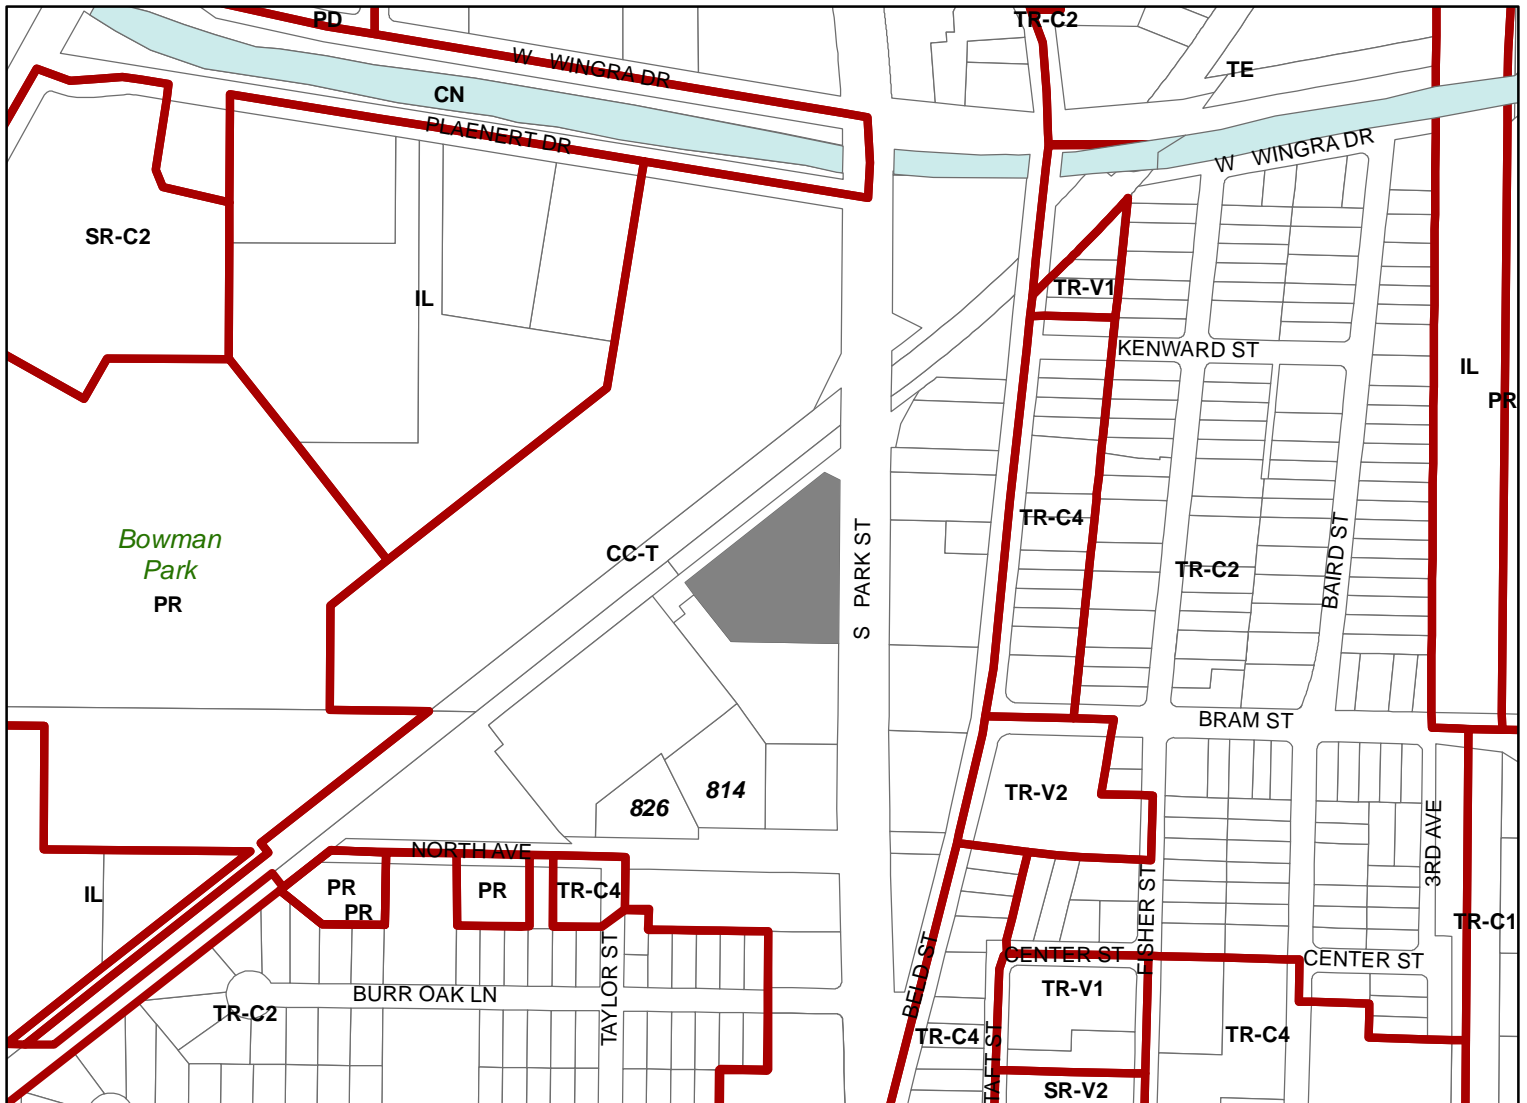 PD
TR-C2
W WINGRA DR
TE
CN
PLAENERT DR
W WINGRA DR
SR-C2
TR-V1
IL
KENWARD ST
IL
PR
TR-C4
Bowman
Park
PR
CC-T
S PARK ST
TR-C2
BAIRD ST
BRAM ST
TR-V2
814
826
3RD AVE
NORTH AVE
IL
PR
PR
PR
TR-C4
FISHER ST
TR-C1
TAYLOR ST
BELD ST
CENTER ST
CENTER ST
BURR OAK LN
TR-V1
TR-C2
TR-C4
TAFT ST
TR-C4
SR-V2